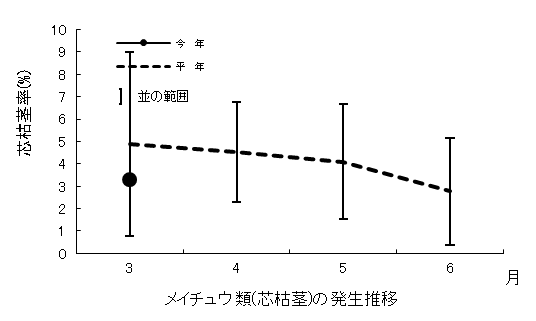 10
9
8
7
6
5
4
3
2
1
0
芯枯茎率(%)
今 年
平 年
並の範囲
3 4 5 6
月
メイチュウ類(芯枯茎)の発生推移